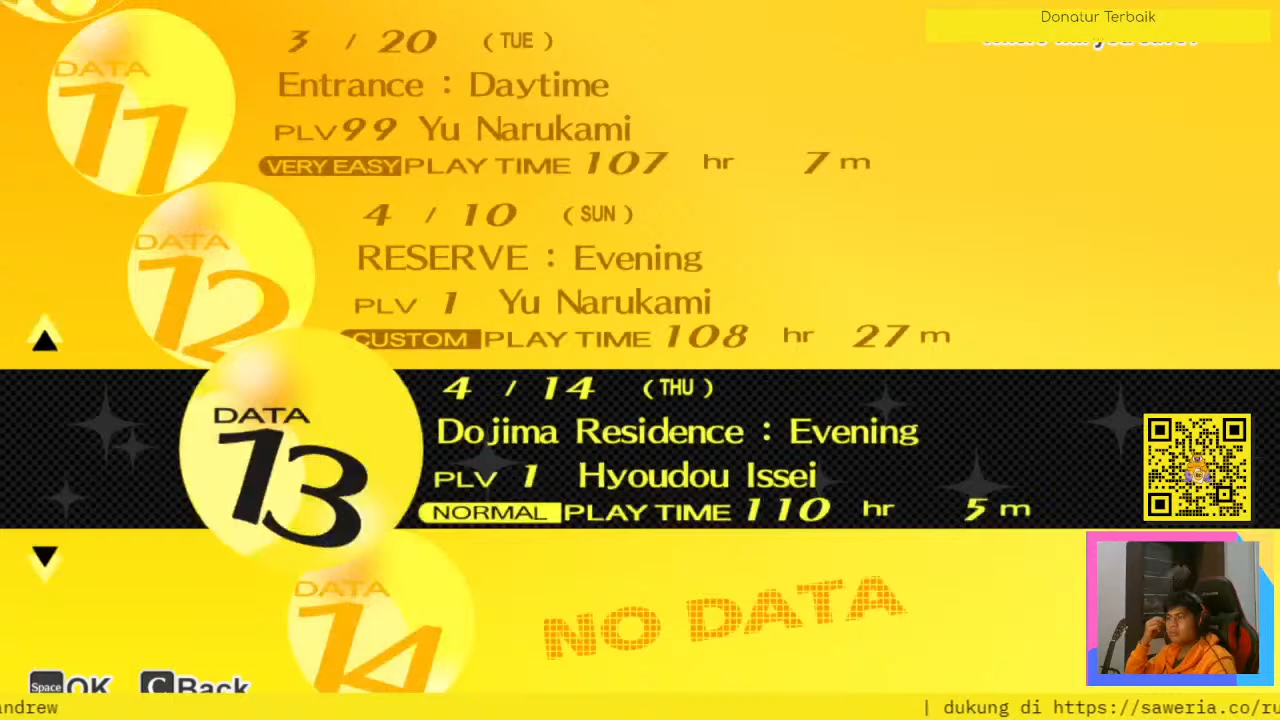 Donatur Terbaik
DATA 11
3 / 20 (TUE)
Entrance : Daytime
PLV 99 Yu Narukami
VERY EASY PLAY TIME 107 hr 7 m
DATA 12
4 / 10 (SUN)
RESERVE : Evening
PLV 1 Yu Narukami
CUSTOM PLAY TIME 108 hr 27 m
DATA 13
4 / 14 (THU)
Dojima Residence : Evening
PLV 1 Hyoudou Issei
NORMAL PLAY TIME 110 hr 5 m
DATA 14
NO DATA
Space OK C Back
andrew | dukung di https://saweria.co/ru